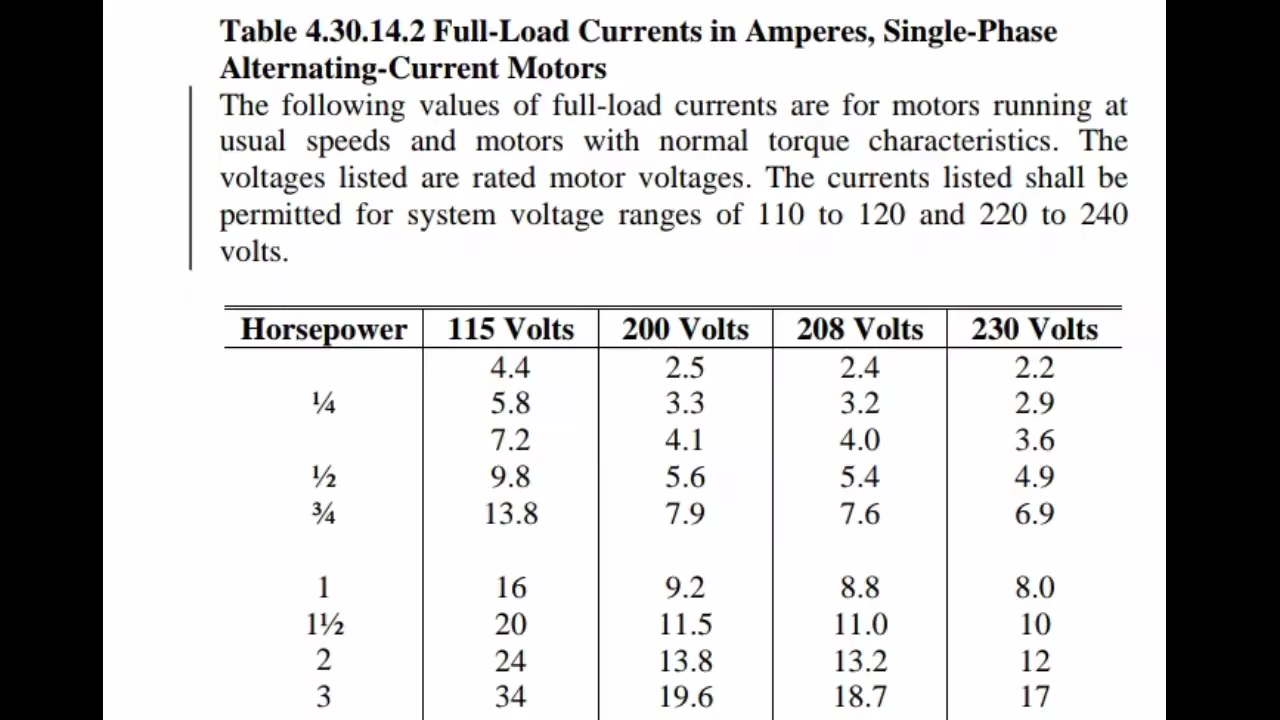 Table 4.30.14.2 Full-Load Currents in Amperes, Single-Phase
Alternating-Current Motors
The following values of full-load currents are for motors running at
usual speeds and motors with normal torque characteristics. The
voltages listed are rated motor voltages. The currents listed shall be
permitted for system voltage ranges of 110 to 120 and 220 to 240
volts.
Horsepower 115 Volts 200 Volts 208 Volts 230 Volts
4.4 2.5 2.4 2.2
¼ 5.8 3.3 3.2 2.9
7.2 4.1 4.0 3.6
½ 9.8 5.6 5.4 4.9
¾ 13.8 7.9 7.6 6.9
1 16 9.2 8.8 8.0
1½ 20 11.5 11.0 10
2 24 13.8 13.2 12
3 34 19.6 18.7 17